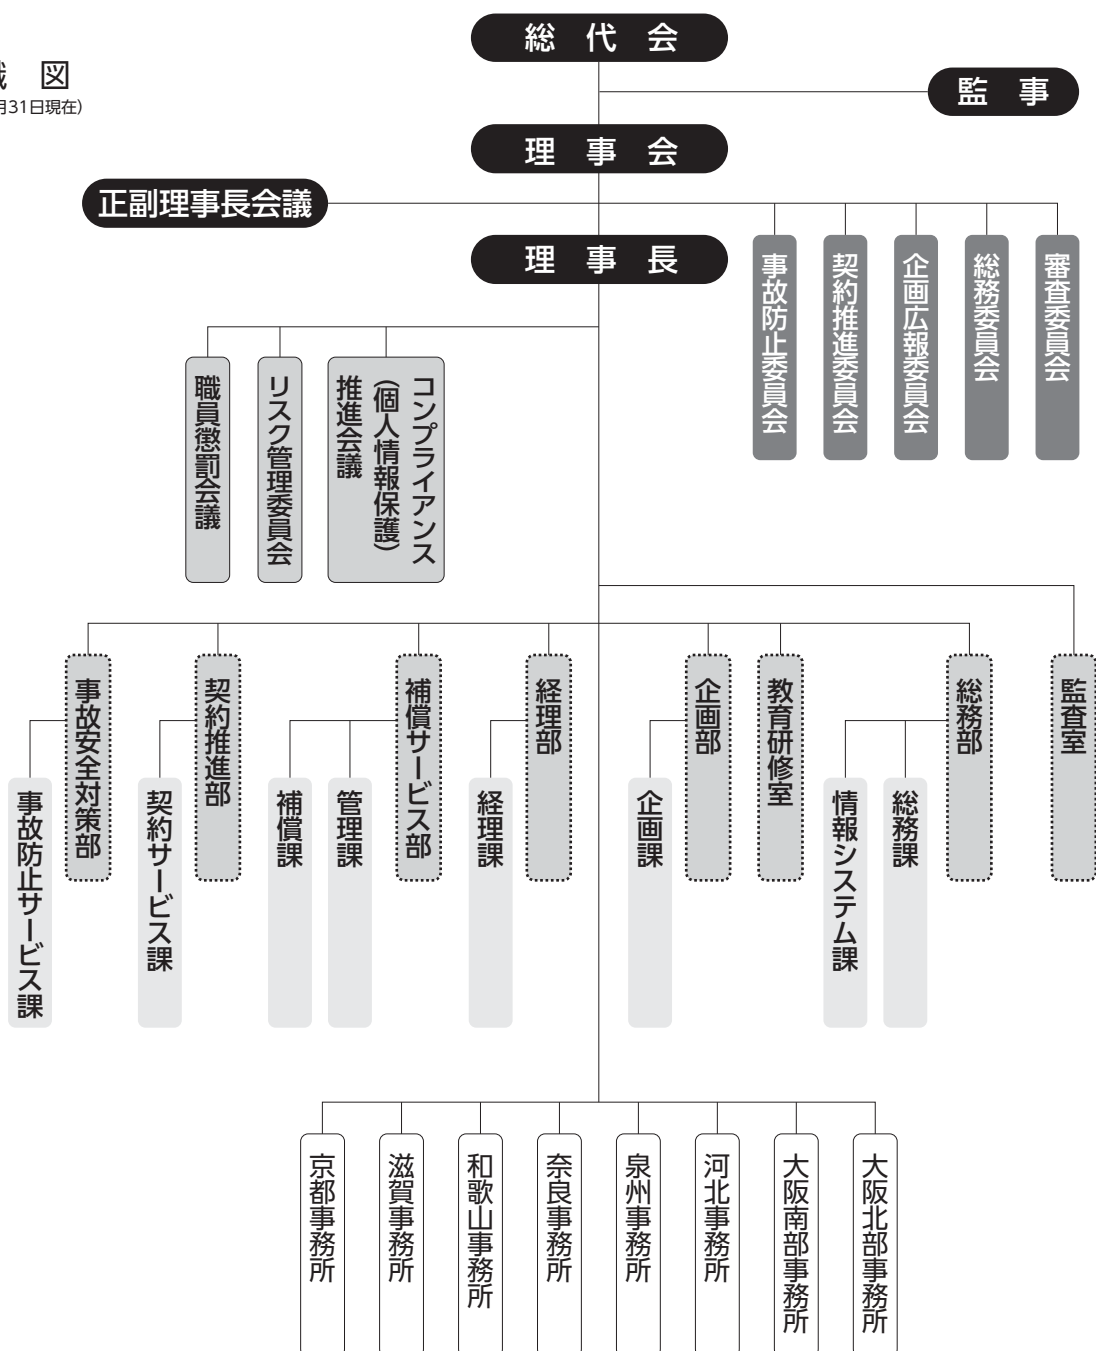 図
月31日現在)
総代会
監事
理事会
正副理事長会議
理事長
審査委員会
総務委員会
企画広報委員会
契約推進委員会
事故防止委員会
コンプライアンス
(個人情報保護)
推進会議
リスク管理委員会
職員懲罰会議
監査室
総務部
総務課
情報システム課
教育研修室
企画部
企画課
経理部
経理課
補償サービス部
管理課
補償課
契約推進部
契約サービス課
事故安全対策部
事故防止サービス課
大阪北部事務所
大阪南部事務所
河北事務所
泉州事務所
奈良事務所
和歌山事務所
滋賀事務所
京都事務所